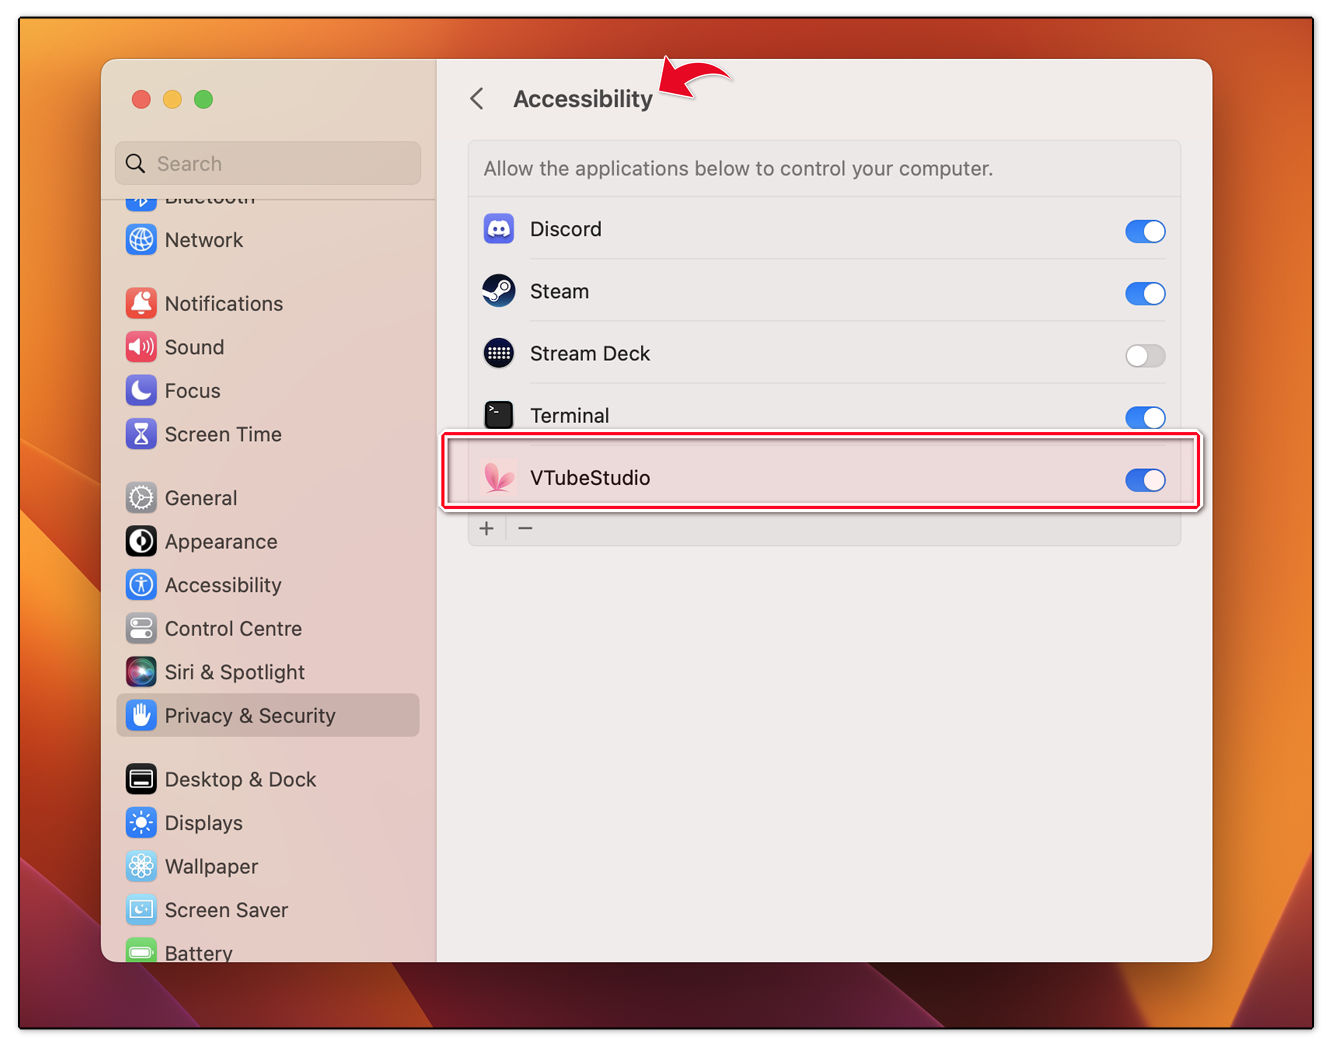 Accessibility
Search
Allow the applications below to control your computer.
Bluetooth
Network
Notifications
Sound
Focus
Screen Time
General
Appearance
Accessibility
Control Centre
Siri & Spotlight
Privacy & Security
Desktop & Dock
Displays
Wallpaper
Screen Saver
Battery
Discord
Steam
Stream Deck
Terminal
VTubeStudio